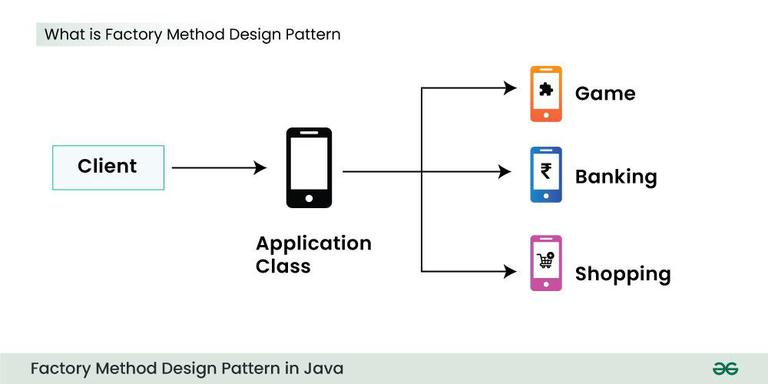 What is Factory Method Design Pattern
Client
Application
Class
Game
₹
Banking
Shopping
Factory Method Design Pattern in Java